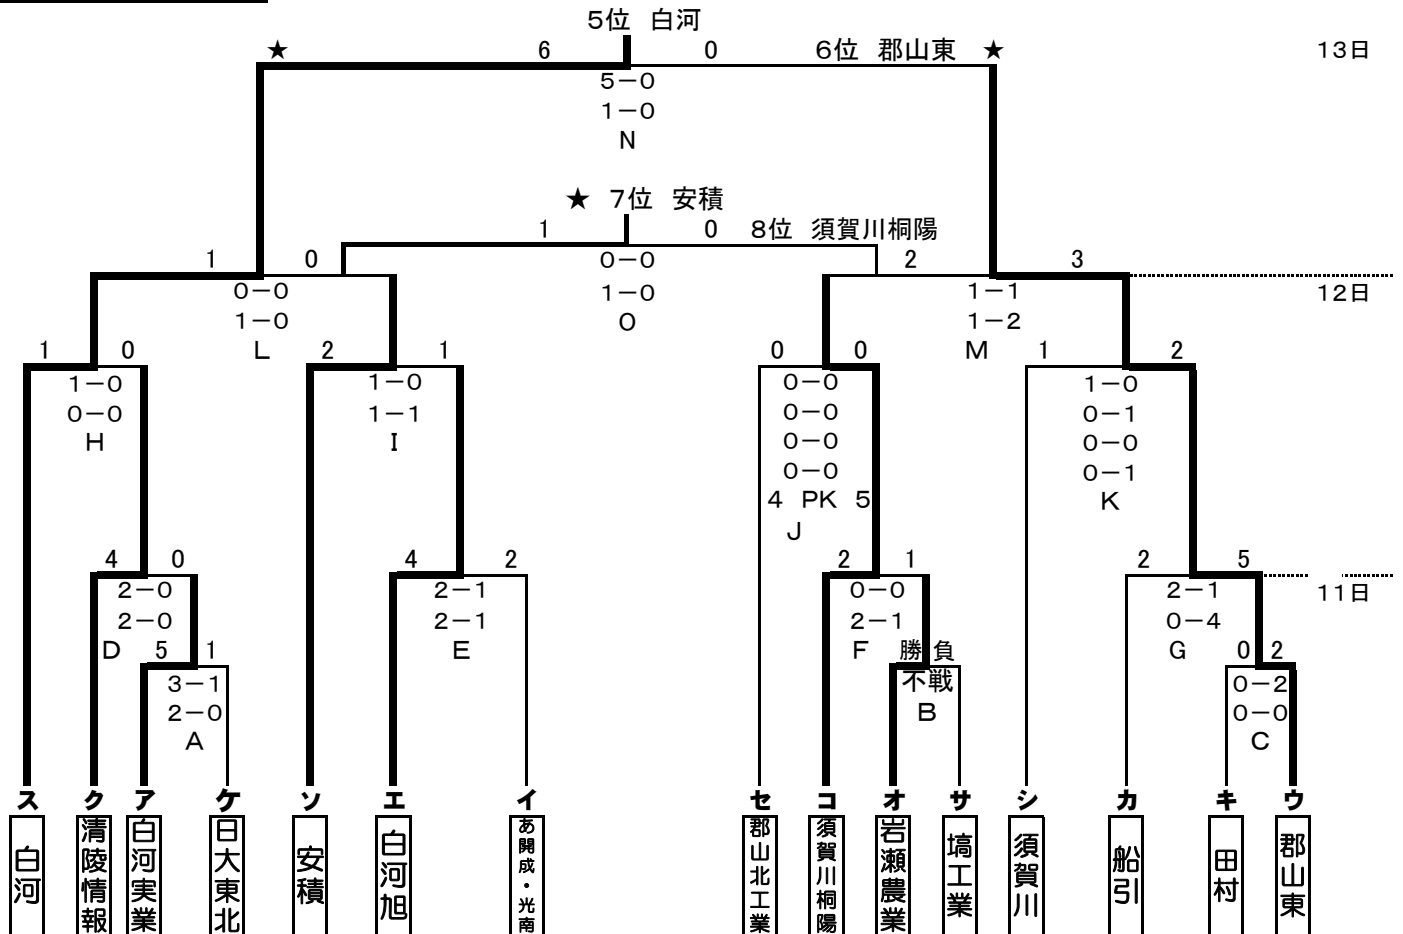 5位 白河
★ 6 0 6位 郡山東 ★ 13日
5－0
1－0
N
★ 7位 安積
1 0 8位 須賀川桐陽
1 0 0－0 2 3
0－0 1－0 1－1 12日
1－0 O 1－2
L M
1 0 2 1 0 0 1 2
1－0 1－0 0－0 1－0
0－0 1－1 0－0 0－1
H I 0－0 0－0
0－0 0－1
4 PK 5 K
J
4 0 4 2 2 1 2 5
2－0 2－1 0－0 2－1 11日
2－0 2－1 2－1 0－4
D 5 1 E F 勝 負 G 0 2
3－1 不戦 0－2
2－0 B 0－0
A C
ス ク ア ケ ソ エ イ セ コ オ サ シ カ キ ウ
白河
清陵情報
白河実業
日大東北
安積
白河旭
あ開成・光南
郡山北工業
須賀川桐陽
岩瀬農業
塙工業
須賀川
船引
田村
郡山東